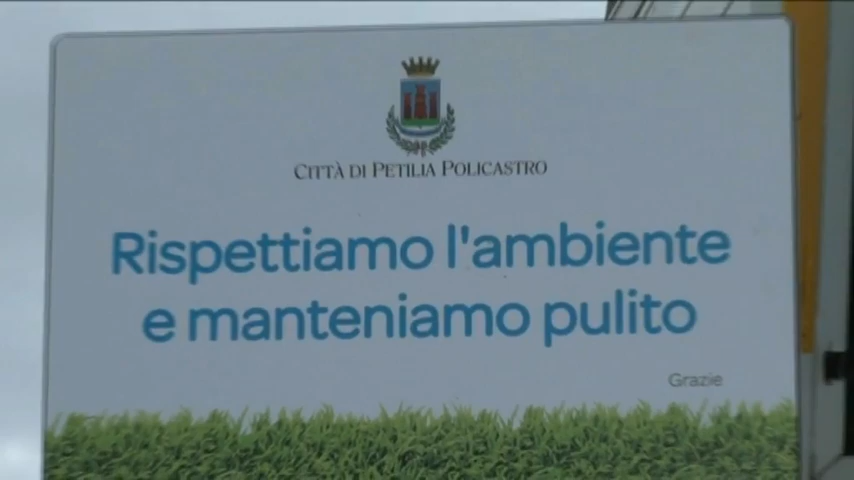 CITTÀ DI PETILIA POLICASTRO
Rispettiamo l'ambiente
e manteniamo pulito
Grazie